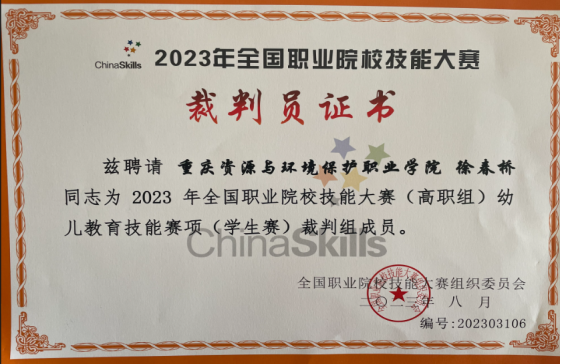 ChinaSkills
2023年全国职业院校技能大赛
裁判员证书
兹聘请 重庆资源与环境保护职业学院 徐春桥
同志为 2023 年全国职业院校技能大赛（高职组）幼
儿教育技能赛项（学生赛）裁判组成员。
ChinaSkills
全国职业院校技能大赛组织委员会
二〇二三年 八 月
编号:202303106